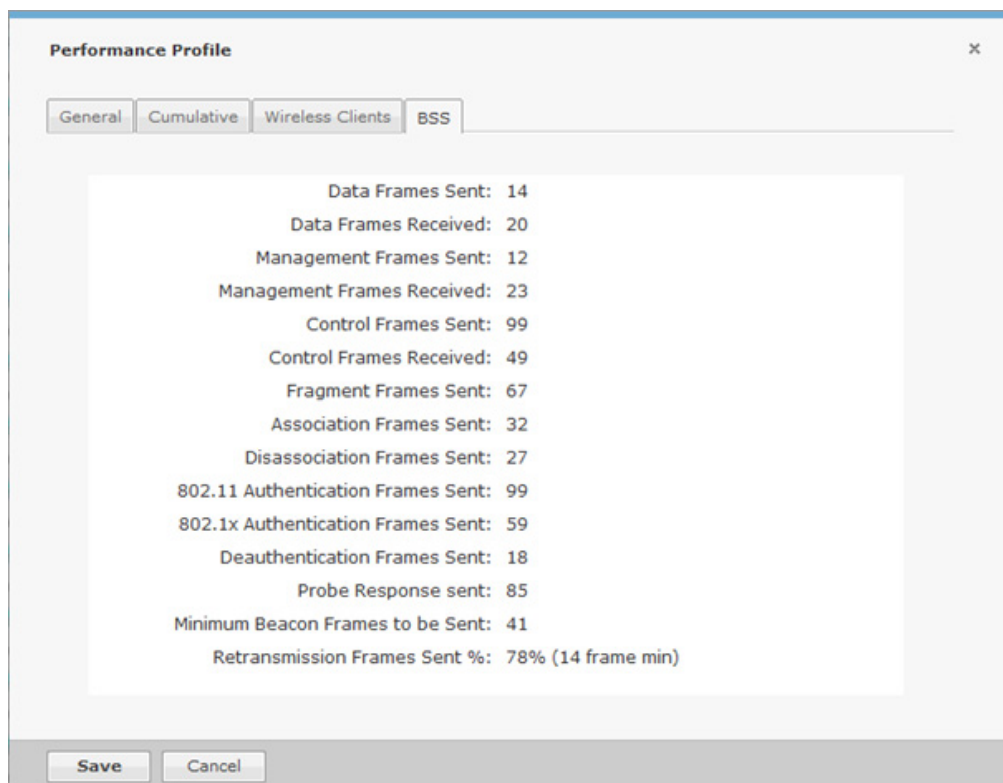 Performance Profile
General Cumulative Wireless Clients BSS
Data Frames Sent: 14
Data Frames Received: 20
Management Frames Sent: 12
Management Frames Received: 23
Control Frames Sent: 99
Control Frames Received: 49
Fragment Frames Sent: 67
Association Frames Sent: 32
Disassociation Frames Sent: 27
802.11 Authentication Frames Sent: 99
802.1x Authentication Frames Sent: 59
Deauthentication Frames Sent: 18
Probe Response sent: 85
Minimum Beacon Frames to be Sent: 41
Retransmission Frames Sent %: 78% (14 frame min)
Save Cancel